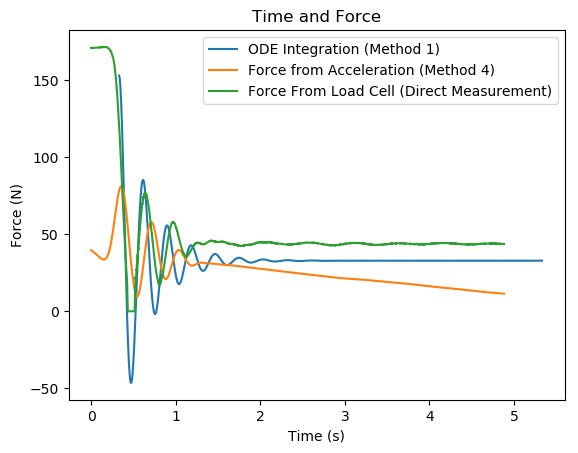 Time and Force
ODE Integration (Method 1)
Force from Acceleration (Method 4)
Force From Load Cell (Direct Measurement)
Force (N)
150
100
50
0
−50
0 1 2 3 4 5
Time (s)